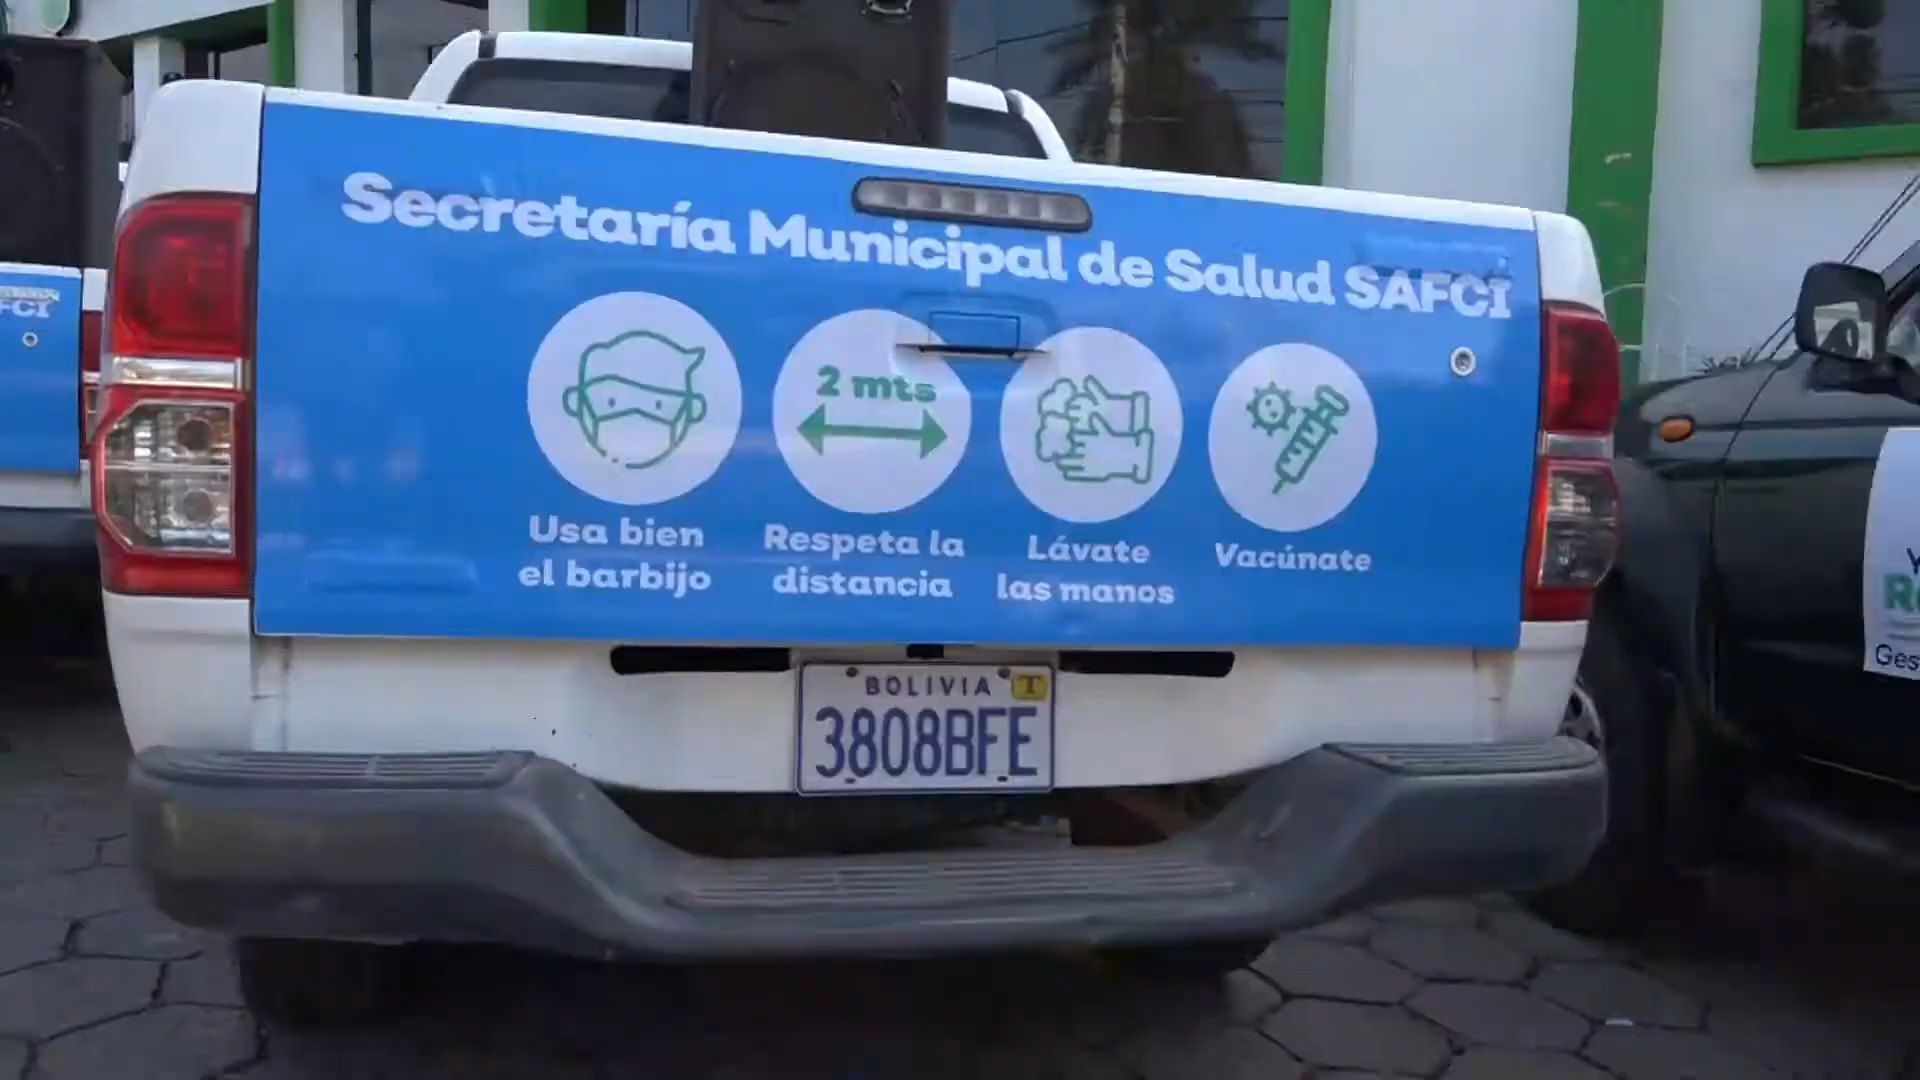 Secretaría Municipal de Salud SAFCI
2 mts
Usa bien
el barbijo
Respeta la
distancia
Lávate
las manos
Vacúnate
BOLIVIA T
3808BFE